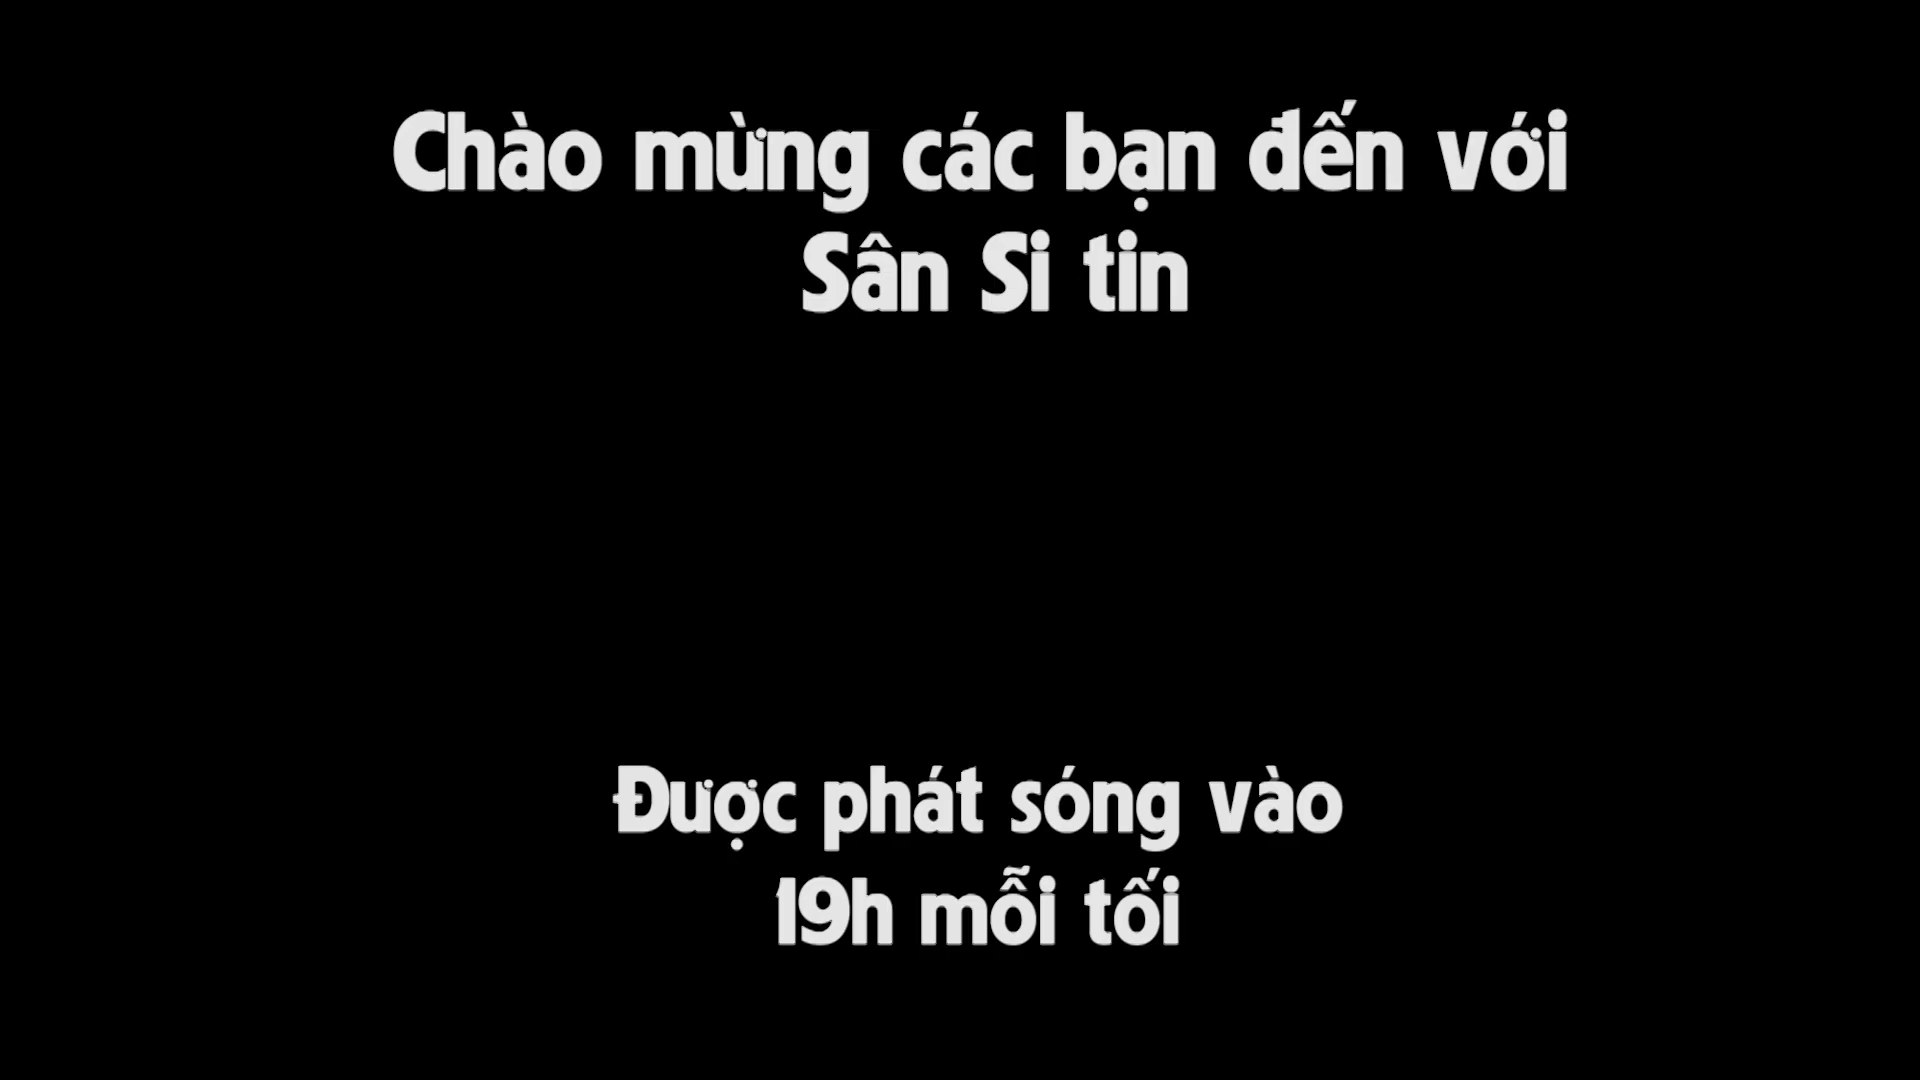 Chào mừng các bạn đến với
Sân Si tin
Được phát sóng vào
19h mỗi tối